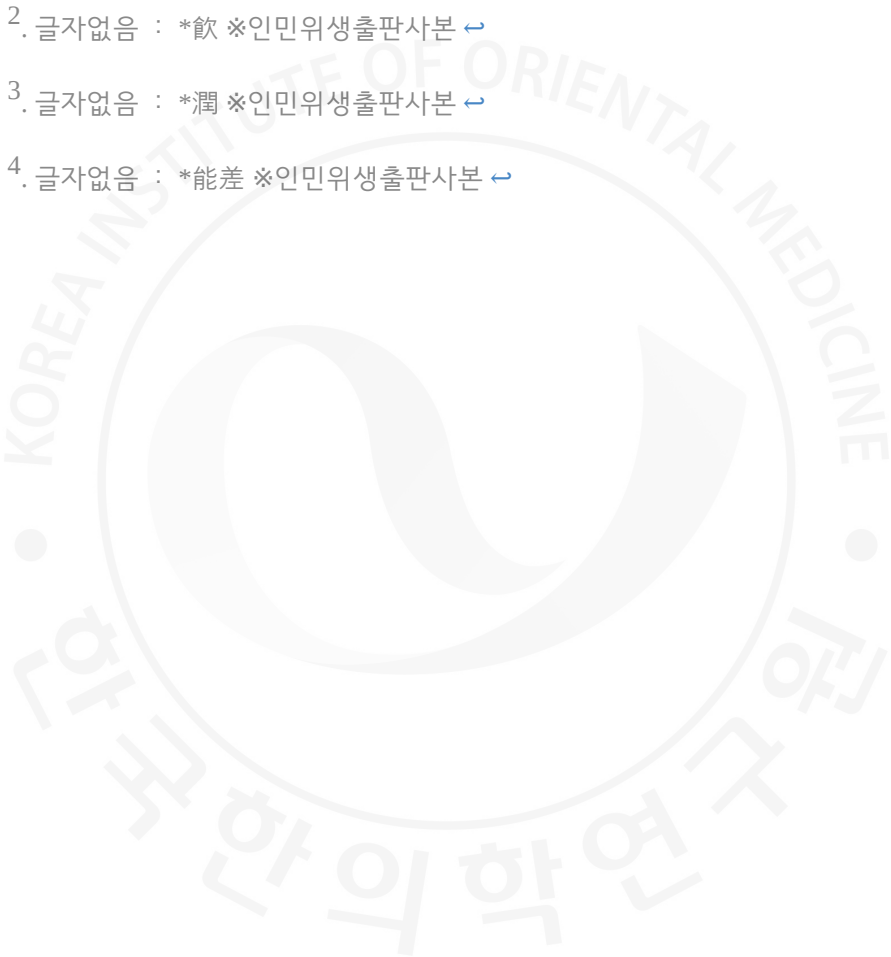 2. 글자없음 : *飮 ※인민위생출판사본 ↩
3. 글자없음 : *潤 ※인민위생출판사본 ↩
4. 글자없음 : *能差 ※인민위생출판사본 ↩
KOREA INSTITUTE OF ORIENTAL MEDICINE
한국한의학연구원